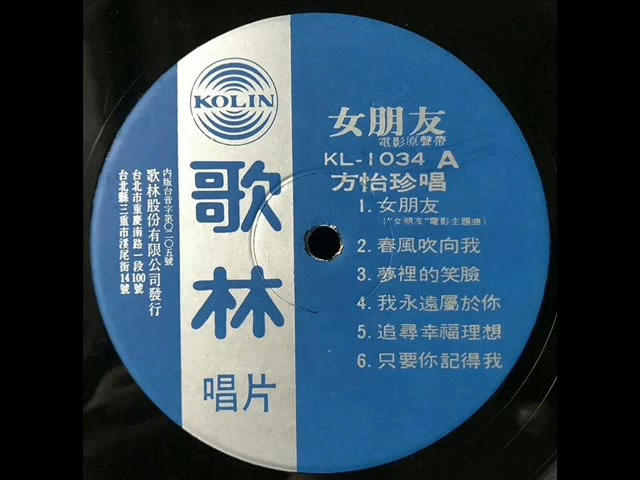 KOLIN
歌林
唱片
女朋友
電影原聲帶
KL-1034 A
方怡珍唱
1. 女朋友
("女朋友"電影主題曲)
2. 春風吹向我
3. 夢裡的笑臉
4. 我永遠屬於你
5. 追尋幸福理想
6. 只要你記得我
內版台音字第〇二〇五號
歌林股份有限公司發行
台北市重慶南路一段100號
台北縣三重市溪尾街14號